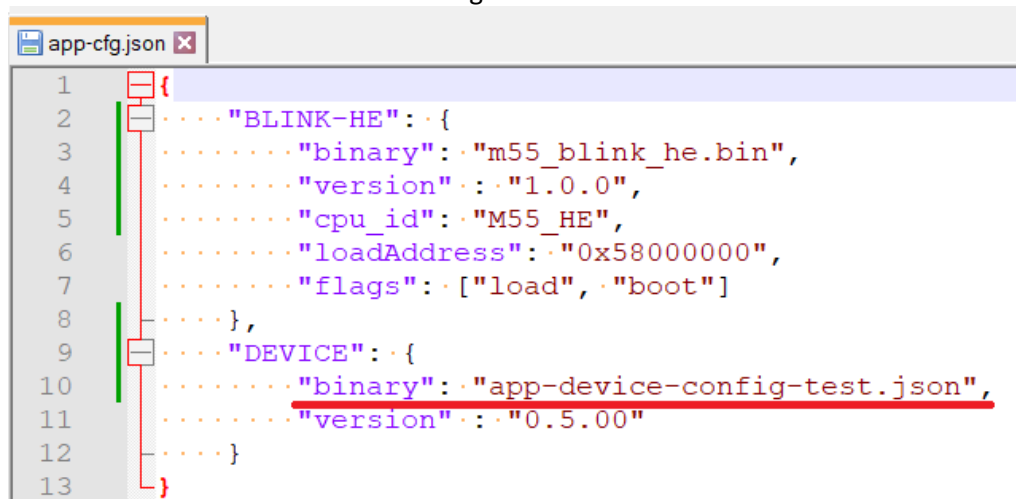 app-cfg.json
1 {
2 "BLINK-HE": {
3 "binary": "m55_blink_he.bin",
4 "version" : "1.0.0",
5 "cpu_id": "M55_HE",
6 "loadAddress": "0x58000000",
7 "flags": ["load", "boot"]
8 },
9 "DEVICE": {
10 "binary": "app-device-config-test.json",
11 "version" : "0.5.00"
12 }
13 }